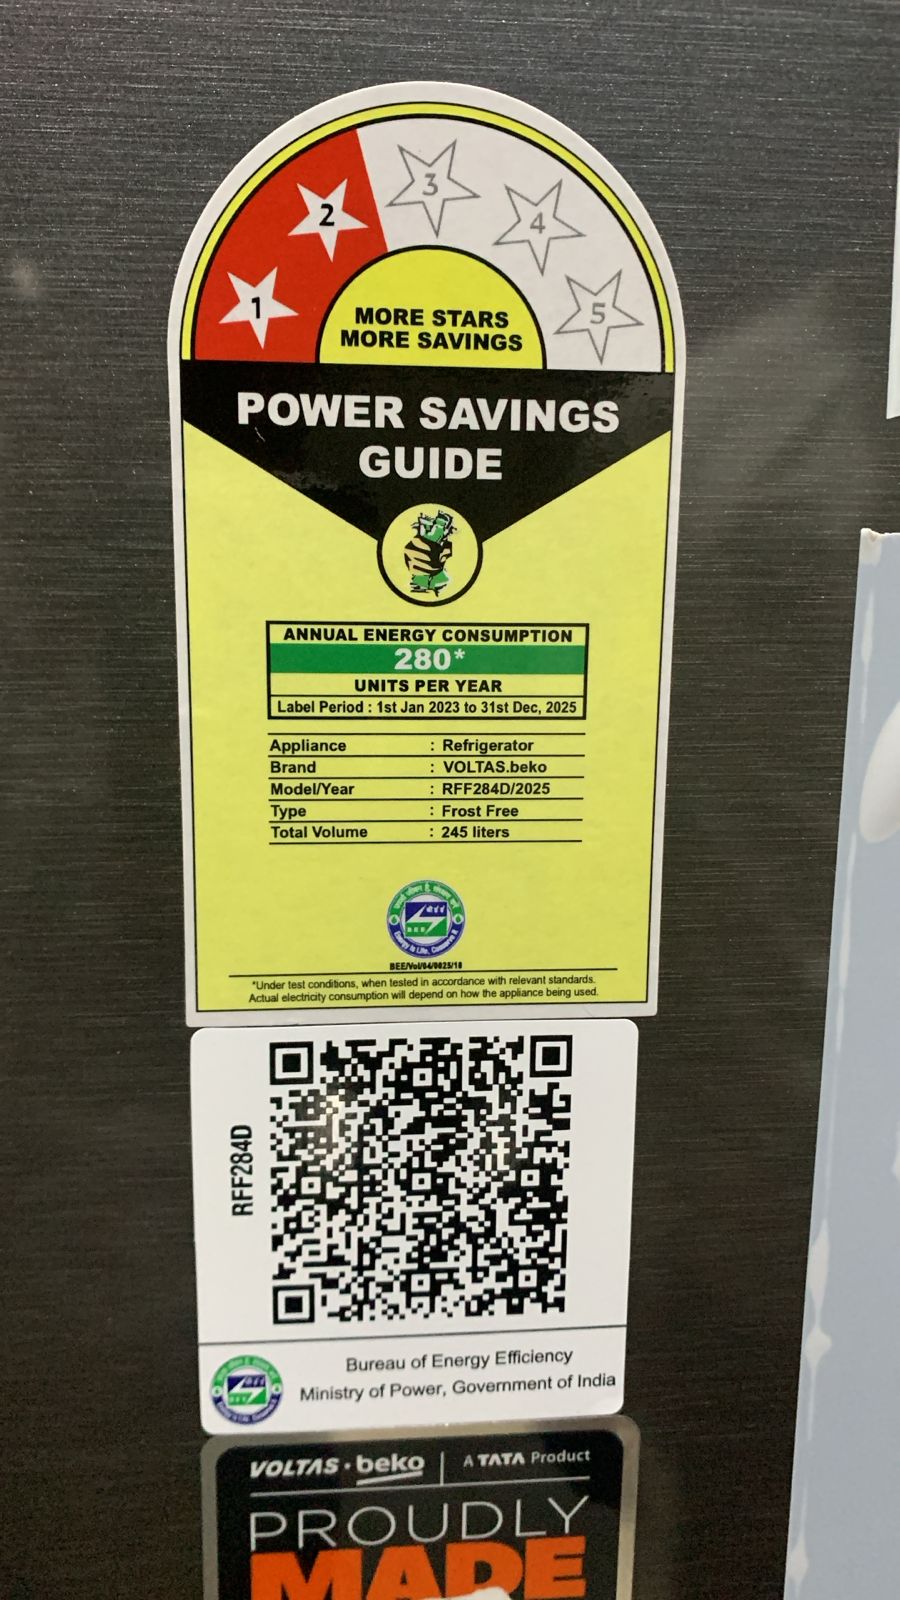 1
2
3
4
5
MORE STARS
MORE SAVINGS
POWER SAVINGS
GUIDE
ANNUAL ENERGY CONSUMPTION
280*
UNITS PER YEAR
Label Period : 1st Jan 2023 to 31st Dec, 2025
Appliance : Refrigerator
Brand : VOLTAS.beko
Model/Year : RFF284D/2025
Type : Frost Free
Total Volume : 245 liters
*Under test conditions, when tested in accordance with relevant standards.
Actual electricity consumption will depend on how the appliance being used.
RFF284D
Bureau of Energy Efficiency
Ministry of Power, Government of India
VOLTAS • beko | A TATA Product
PROUDLY
MADE